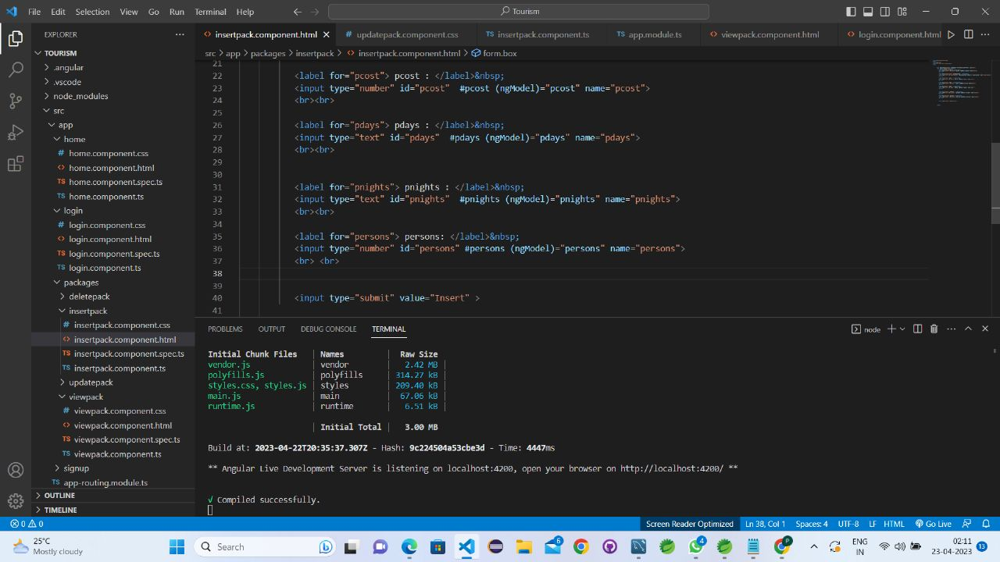 File Edit Selection View Go Run Terminal Help
Tourism
EXPLORER
TOURISM
.angular
.vscode
node_modules
src
app
home
# home.component.css
<> home.component.html
TS home.component.spec.ts
TS home.component.ts
login
# login.component.css
<> login.component.html
TS login.component.spec.ts
TS login.component.ts
packages
deletepack
insertpack
# insertpack.component.css
<> insertpack.component.html
TS insertpack.component.spec.ts
TS insertpack.component.ts
updatepack
viewpack
# viewpack.component.css
<> viewpack.component.html
TS viewpack.component.spec.ts
TS viewpack.component.ts
signup
TS app-routing.module.ts
OUTLINE
TIMELINE
<> insertpack.component.html # updatepack.component.css TS insertpack.component.ts TS app.module.ts <> viewpack.component.html <> login.component.html
src > app > packages > insertpack > <> insertpack.component.html > form.box
21
22 <label for="pcost"> pcost : </label>&nbsp;
23 <input type="number" id="pcost" #pcost (ngModel)="pcost" name="pcost">
24 <br><br>
25
26 <label for="pdays"> pdays : </label>&nbsp;
27 <input type="text" id="pdays" #pdays (ngModel)="pdays" name="pdays">
28 <br><br>
29
30
31 <label for="pnights"> pnights : </label>&nbsp;
32 <input type="text" id="pnights" #pnights (ngModel)="pnights" name="pnights">
33 <br><br>
34
35 <label for="persons"> persons: </label>&nbsp;
36 <input type="number" id="persons" #persons (ngModel)="persons" name="persons">
37 <br> <br>
38
39
40 <input type="submit" value="Insert" >
41
PROBLEMS OUTPUT DEBUG CONSOLE TERMINAL
node
Initial Chunk Files | Names | Raw Size
vendor.js | vendor | 2.42 MB |
polyfills.js | polyfills | 314.27 kB |
styles.css, styles.js | styles | 209.40 kB |
main.js | main | 67.06 kB |
runtime.js | runtime | 6.51 kB |
| Initial Total | 3.00 MB
Build at: 2023-04-22T20:35:37.307Z - Hash: 9c224504a53cbe3d - Time: 4447ms
** Angular Live Development Server is listening on localhost:4200, open your browser on http://localhost:4200/ **
√ Compiled successfully.
0 0 Screen Reader Optimized Ln 38, Col 1 Spaces: 4 UTF-8 LF HTML Go Live
25°C
Mostly cloudy
Search
6
4
P
ENG
IN
02:11
23-04-2023
13